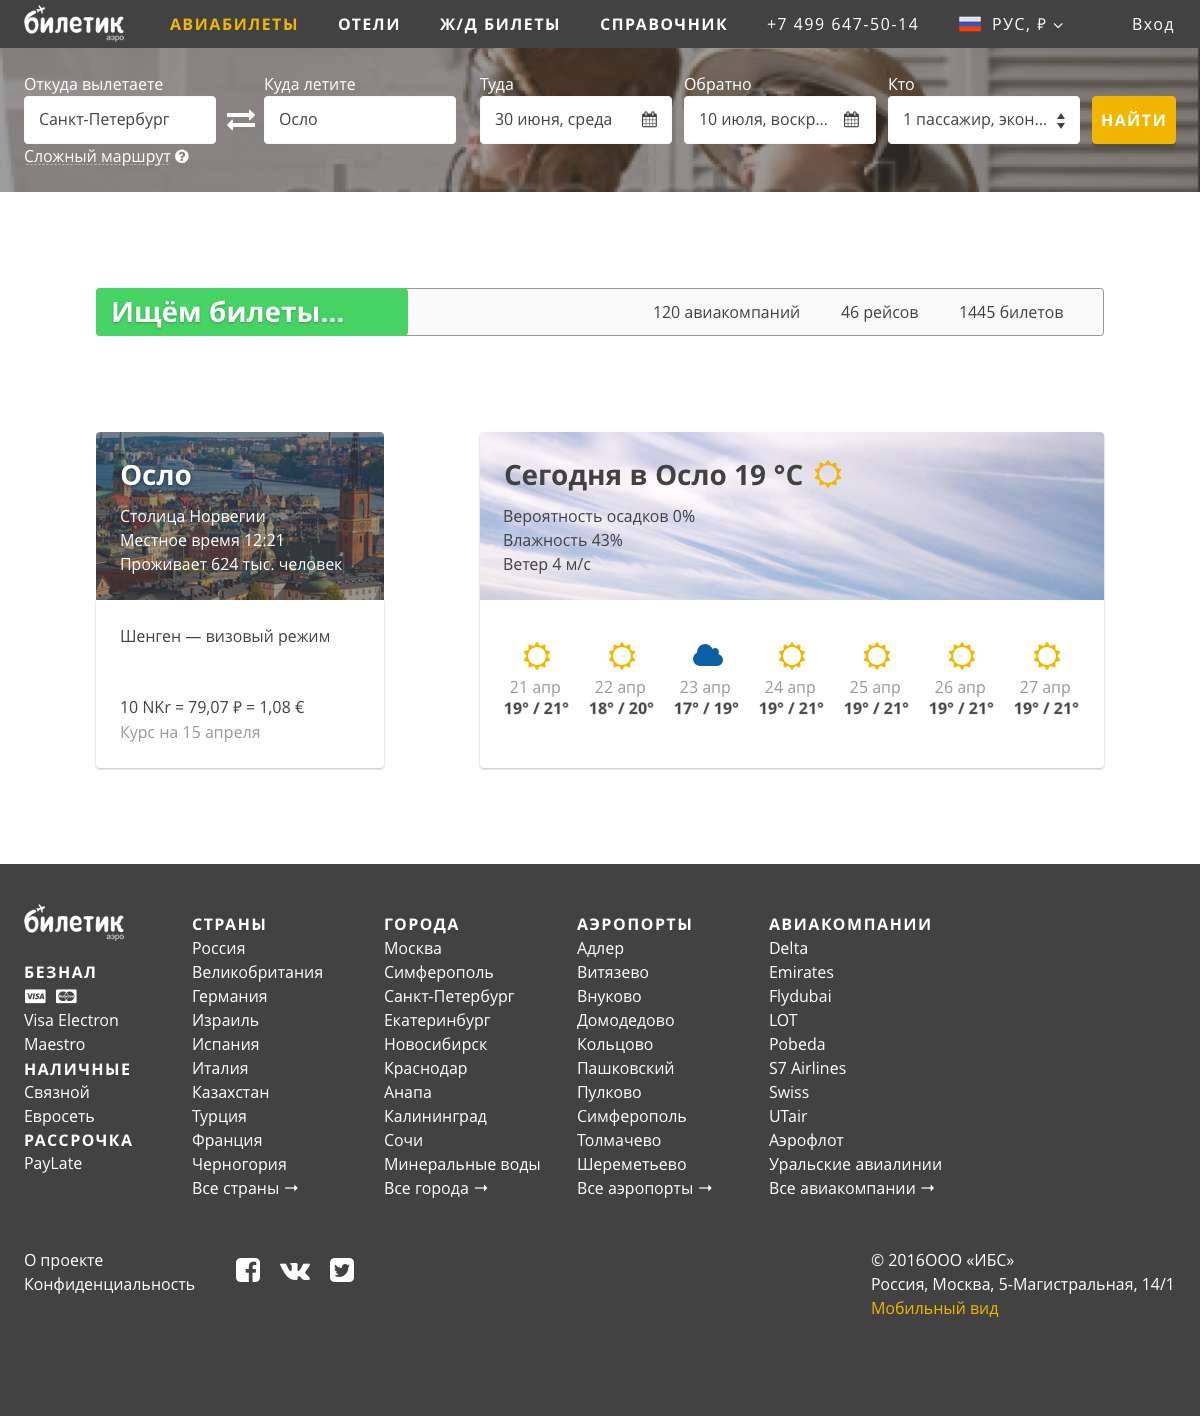 билетик
аэро
АВИАБИЛЕТЫ
ОТЕЛИ
Ж/Д БИЛЕТЫ
СПРАВОЧНИК
+7 499 647-50-14
РУС, ₽
Вход
Откуда вылетаете
Куда летите
Туда
Обратно
Кто
Санкт-Петербург
Осло
30 июня, среда
10 июля, воскр...
1 пассажир, экон...
НАЙТИ
Сложный маршрут
Ищём билеты...
120 авиакомпаний
46 рейсов
1445 билетов
Осло
Столица Норвегии
Местное время 12:21
Проживает 624 тыс. человек
Шенген — визовый режим
10 NKr = 79,07 ₽ = 1,08 €
Курс на 15 апреля
Сегодня в Осло 19 °C
Вероятность осадков 0%
Влажность 43%
Ветер 4 м/с
21 апр
22 апр
23 апр
24 апр
25 апр
26 апр
27 апр
19° / 21°
18° / 20°
17° / 19°
19° / 21°
19° / 21°
19° / 21°
19° / 21°
билетик
аэро
БЕЗНАЛ
VISA
Visa Electron
Maestro
НАЛИЧНЫЕ
Связной
Евросеть
РАССРОЧКА
PayLate
СТРАНЫ
Россия
Великобритания
Германия
Израиль
Испания
Италия
Казахстан
Турция
Франция
Черногория
Все страны →
ГОРОДА
Москва
Симферополь
Санкт-Петербург
Екатеринбург
Новосибирск
Краснодар
Анапа
Калининград
Сочи
Минеральные воды
Все города →
АЭРОПОРТЫ
Адлер
Витязево
Внуково
Домодедово
Кольцово
Пашковский
Пулково
Симферополь
Толмачево
Шереметьево
Все аэропорты →
АВИАКОМПАНИИ
Delta
Emirates
Flydubai
LOT
Pobeda
S7 Airlines
Swiss
UTair
Аэрофлот
Уральские авиалинии
Все авиакомпании →
О проекте
Конфиденциальность
© 2016ООО «ИБС»
Россия, Москва, 5-Магистральная, 14/1
Мобильный вид